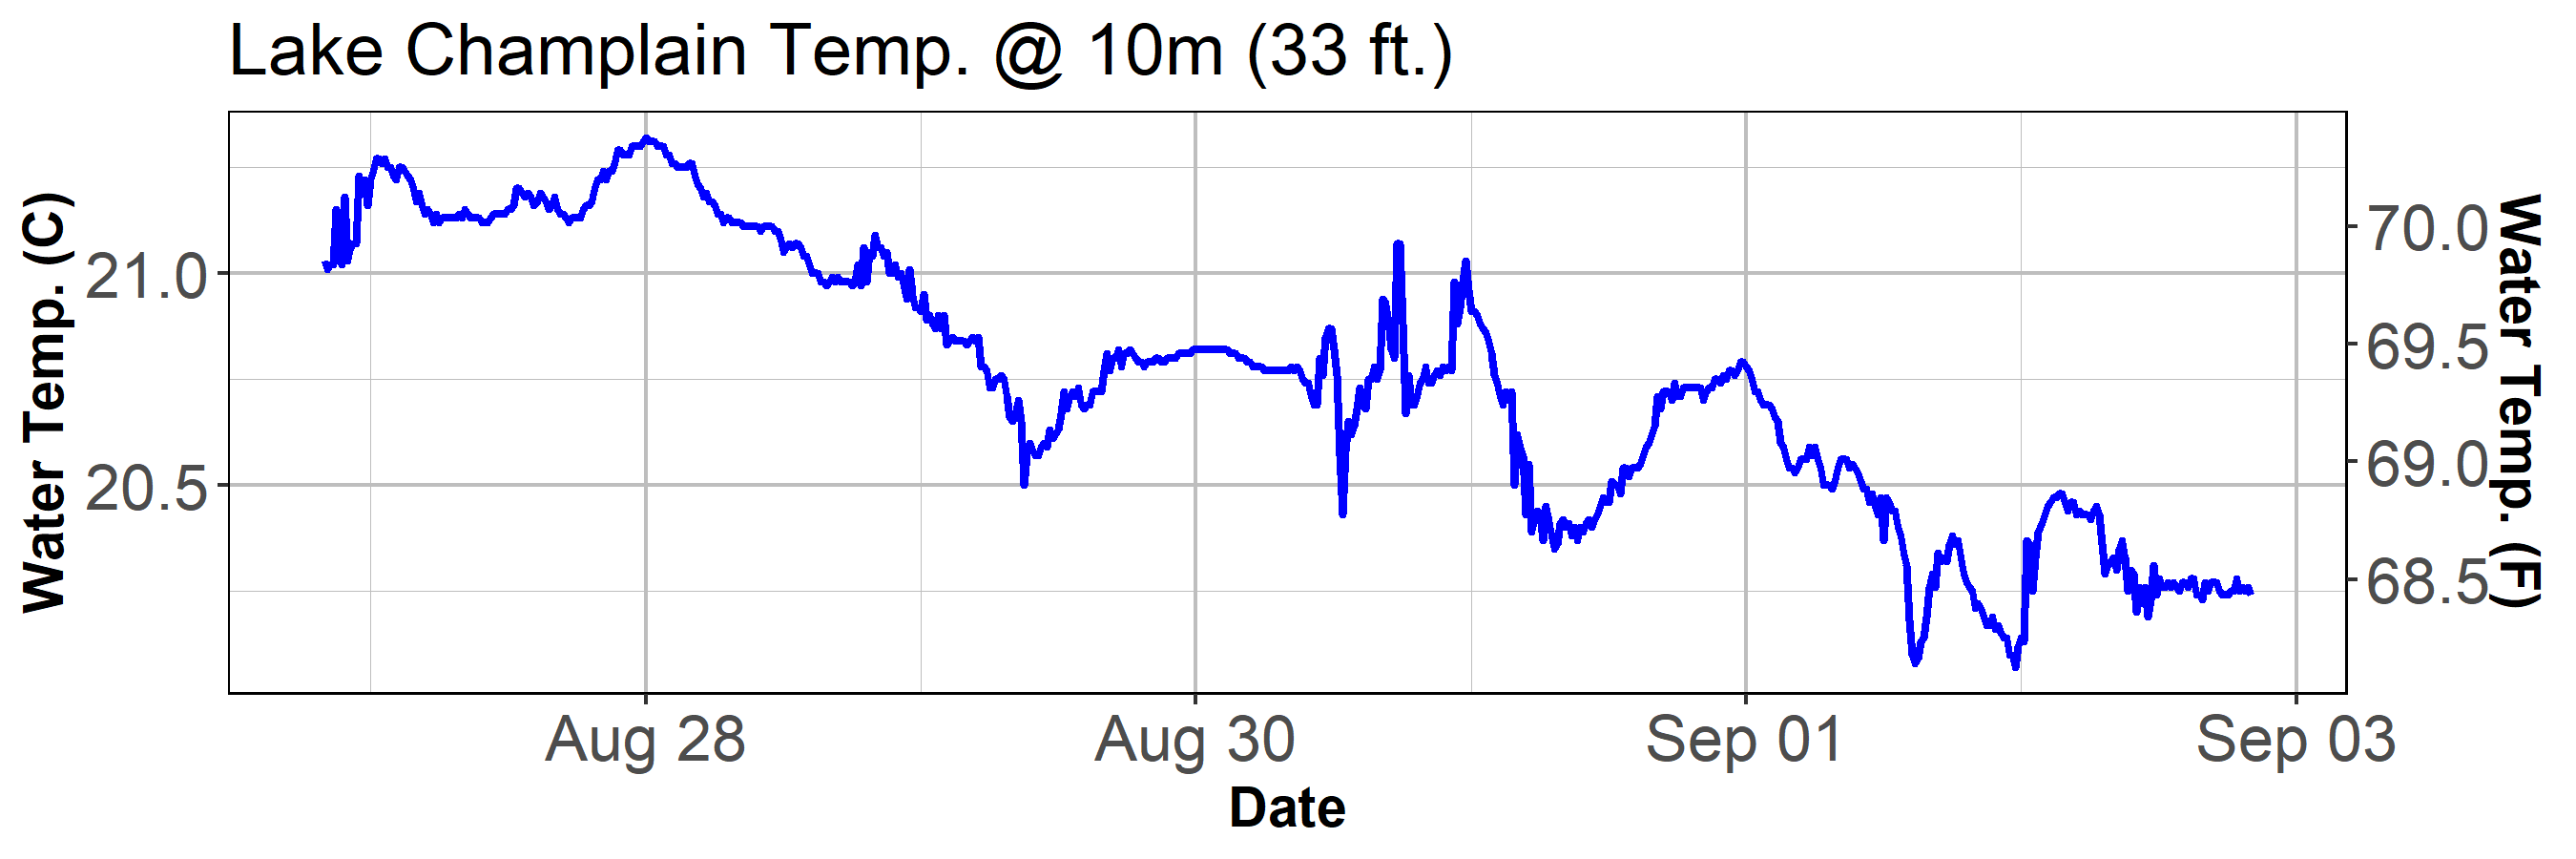 Lake Champlain Temp. @ 10m (33 ft.)
Water Temp. (C)
21.0
20.5
70.0
69.5
69.0
68.5
Water Temp. (F)
Aug 28
Aug 30
Sep 01
Sep 03
Date